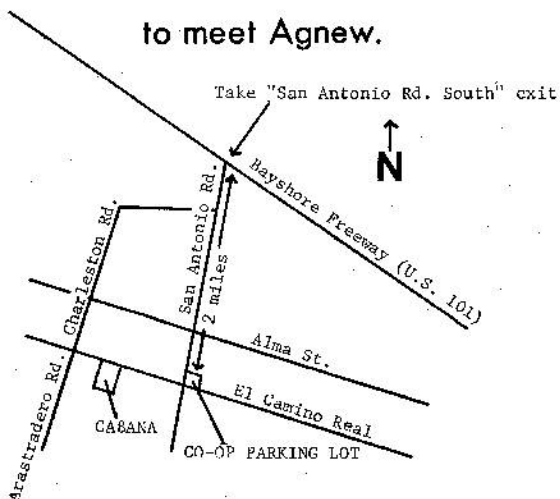 to meet Agnew.
Take "San Antonio Rd. South" exit
N
Bayshore Freeway (U.S. 101)
San Antonio Rd.
2 miles
Charleston Rd.
Alma St.
El Camino Real
Arastradero Rd.
CABANA
CO-OP PARKING LOT